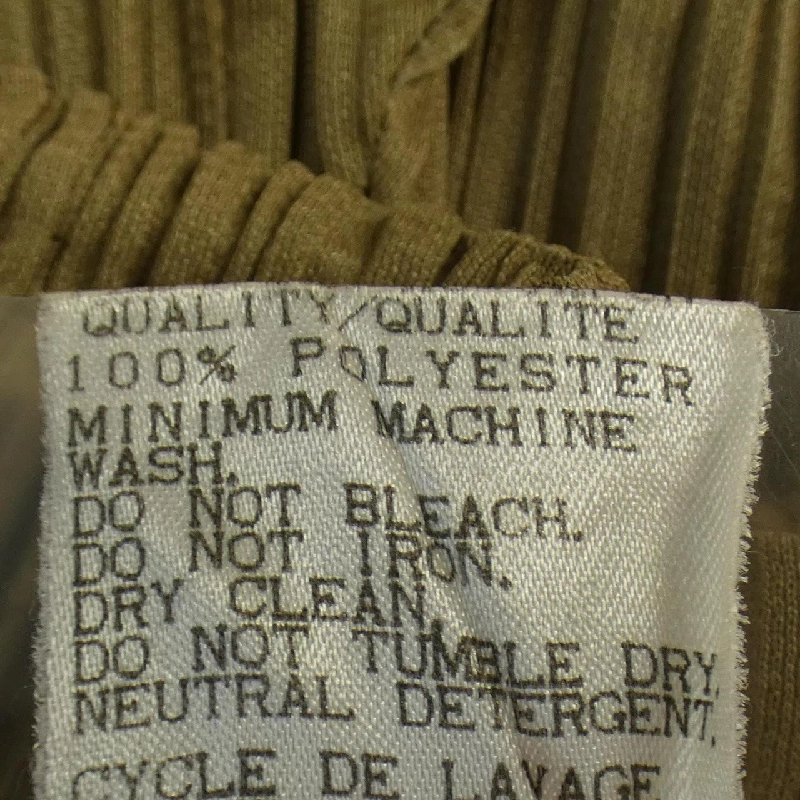 QUALITY/QUALITE
100% POLYESTER
MINIMUM MACHINE
WASH.
DO NOT BLEACH.
DO NOT IRON.
DRY CLEAN.
DO NOT TUMBLE DRY.
NEUTRAL DETERGENT.
CYCLE DE LAVAGE